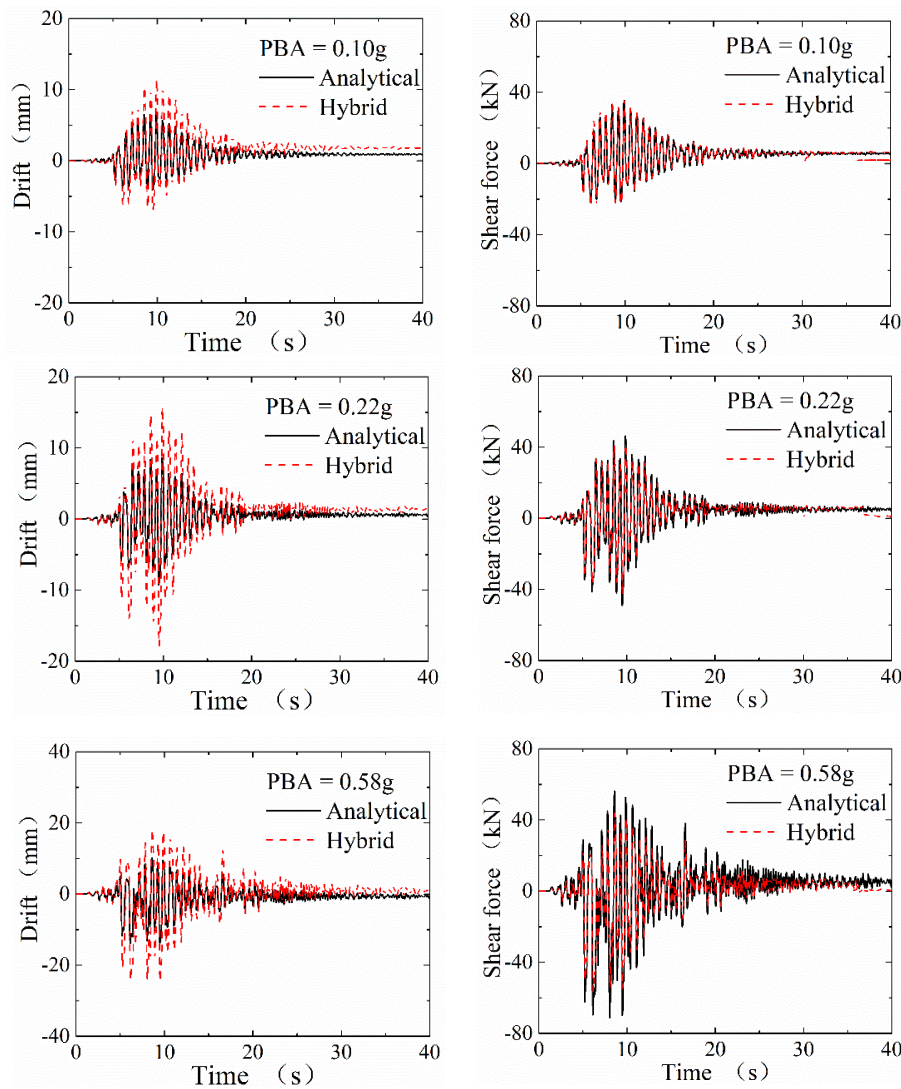 20
10
0
-10
-20
Drift （mm）
PBA = 0.10g
Analytical
Hybrid
0 10 20 30 40
Time （s）
80
40
0
-40
-80
Shear force （kN）
PBA = 0.10g
Analytical
Hybrid
0 10 20 30 40
Time （s）
20
10
0
-10
-20
Drift （mm）
PBA = 0.22g
Analytical
Hybrid
0 10 20 30 40
Time （s）
80
40
0
-40
-80
Shear force （kN）
PBA = 0.22g
Analytical
Hybrid
0 10 20 30 40
Time （s）
40
20
0
-20
-40
Drift （mm）
PBA = 0.58g
Analytical
Hybrid
0 10 20 30 40
Time （s）
80
40
0
-40
-80
Shear force （kN）
PBA = 0.58g
Analytical
Hybrid
0 10 20 30 40
Time （s）